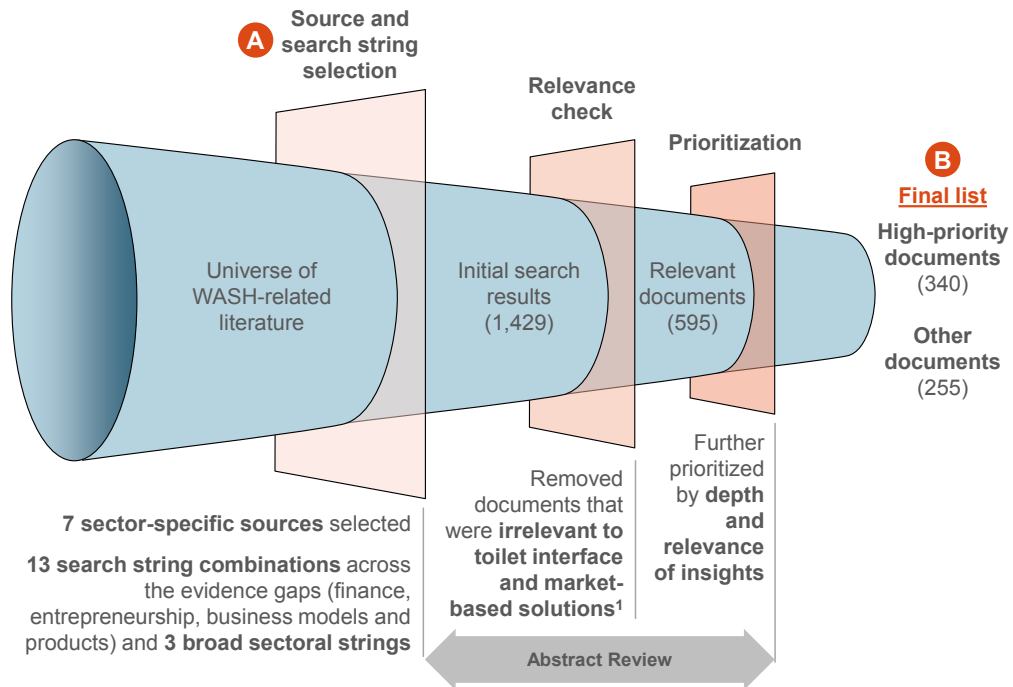 A
Source and
search string
selection
Relevance
check
Prioritization
B
Final list
High-priority
documents
(340)
Other
documents
(255)
Universe of
WASH-related
literature
Initial search
results
(1,429)
Relevant
documents
(595)
7 sector-specific sources selected
13 search string combinations across
the evidence gaps (finance,
entrepreneurship, business models and
products) and 3 broad sectoral strings
Removed
documents that
were irrelevant to
toilet interface
and market-
based solutions¹
Further
prioritized
by depth
and
relevance
of insights
Abstract Review